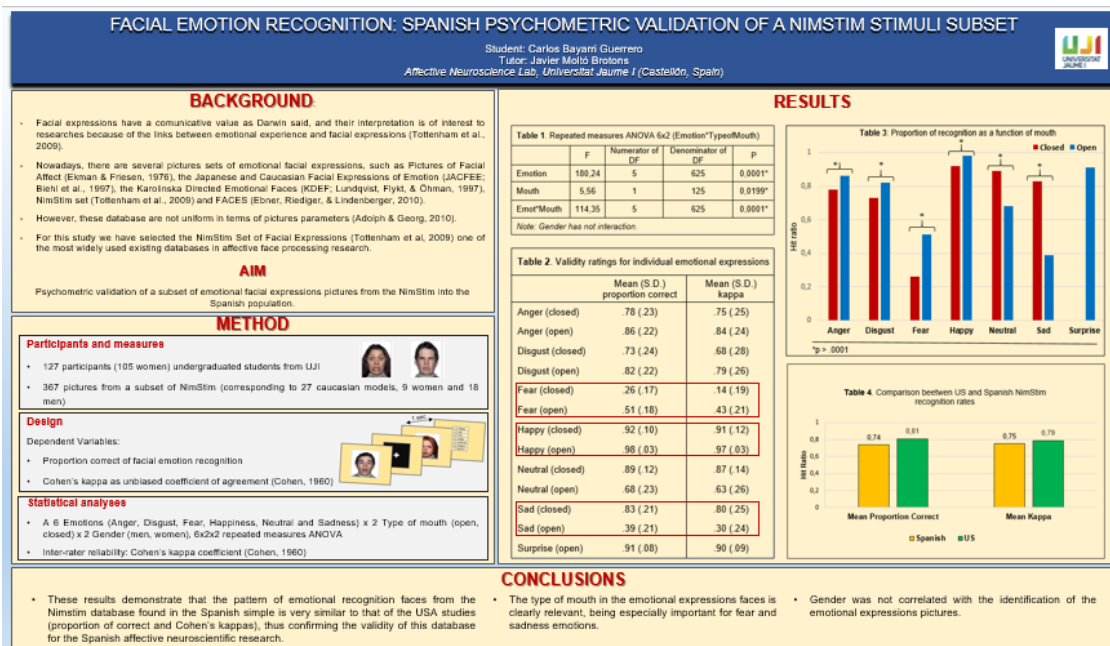 FACIAL EMOTION RECOGNITION: SPANISH PSYCHOMETRIC VALIDATION OF A NIMSTIM STIMULI SUBSET
Student: Carlos Bayarri Guerrero
Tutor: Javier Moltó Brotons
Affective Neuroscience Lab, Universitat Jaume I (Castellón, Spain)
UJI
UNIVERSITAT
JAUME I
BACKGROUND
• Facial expressions have a comunicative value as Darwin said, and their interpretation is of interest to
researches because of the links between emotional experience and facial expressions (Tottenham et al.,
2009).
• Nowadays, there are several pictures sets of emotional facial expressions, such as Pictures of Facial
Affect (Ekman & Friesen, 1976), the Japanese and Caucasian Facial Expressions of Emotion (JACFEE;
Biehl et al., 1997), the Karolinska Directed Emotional Faces (KDEF; Lundqvist, Flykt, & Öhman, 1997),
NimStim set (Tottenham et al., 2009) and FACES (Ebner, Riediger, & Lindenberger, 2010).
• However, these database are not uniform in terms of pictures parameters (Adolph & Georg, 2010).
• For this study we have selected the NimStim Set of Facial Expressions (Tottenham et al, 2009) one of
the most widely used existing databases in affective face processing research.
AIM
Psychometric validation of a subset of emotional facial expressions pictures from the NimStim into the
Spanish population.
METHOD
Participants and measures
• 127 participants (105 women) undergraduated students from UJI
• 367 pictures from a subset of NimStim (corresponding to 27 caucasian models, 9 women and 18
men)
Design
Dependent Variables:
• Proportion correct of facial emotion recognition
• Cohen's kappa as unbiased coefficient of agreement (Cohen, 1960)
1 sec
Statistical analyses
• A 6 Emotions (Anger, Disgust, Fear, Happiness, Neutral and Sadness) x 2 Type of mouth (open,
closed) x 2 Gender (men, women), 6x2x2 repeated measures ANOVA
• Inter-rater reliability: Cohen's kappa coefficient (Cohen, 1960)
RESULTS
Table 1. Repeated measures ANOVA 6x2 (Emotion*TypeofMouth)
F Numerator of DF Denominator of DF P
Emotion 180,24 5 625 0,0001*
Mouth 5,56 1 125 0,0199*
Emot*Mouth 114,35 5 625 0,0001*
Note: Gender has not interaction.
Table 2. Validity ratings for individual emotional expressions
Mean (S.D.) proportion correct Mean (S.D.) kappa
Anger (closed) .78 (.23) .75 (.25)
Anger (open) .86 (.22) .84 (.24)
Disgust (closed) .73 (.24) .68 (.28)
Disgust (open) .82 (.22) .79 (.26)
Fear (closed) .26 (.17) .14 (.19)
Fear (open) .51 (.18) .43 (.21)
Happy (closed) .92 (.10) .91 (.12)
Happy (open) .98 (.03) .97 (.03)
Neutral (closed) .89 (.12) .87 (.14)
Neutral (open) .68 (.23) .63 (.26)
Sad (closed) .83 (.21) .80 (.25)
Sad (open) .39 (.21) .30 (.24)
Surprise (open) .91 (.08) .90 (.09)
Table 3: Proportion of recognition as a function of mouth
Closed Open
Hit ratio
1
0,8
0,6
0,4
0,2
0
* * * * * *
Anger Disgust Fear Happy Neutral Sad Surprise
*p > .0001
Table 4. Comparison beetween US and Spanish NimStim
recognition rates
Hit Ratio
1
0,8
0,6
0,4
0,2
0
0,74 0,81 0,75 0,79
Mean Proportion Correct Mean Kappa
Spanish US
CONCLUSIONS
• These results demonstrate that the pattern of emotional recognition faces from the
Nimstim database found in the Spanish simple is very similar to that of the USA studies
(proportion of correct and Cohen's kappas), thus confirming the validity of this database
for the Spanish affective neuroscientific research.
• The type of mouth in the emotional expressions faces is
clearly relevant, being especially important for fear and
sadness emotions.
• Gender was not correlated with the identification of the
emotional expressions pictures.